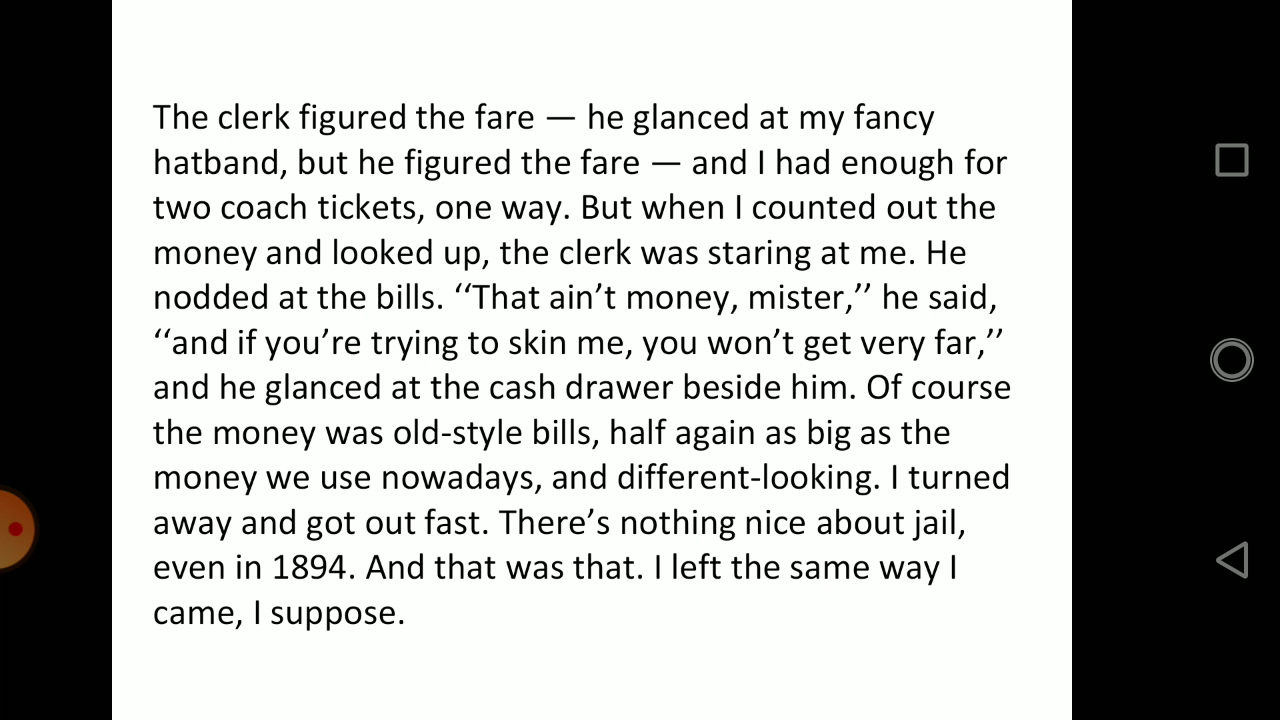 The clerk figured the fare — he glanced at my fancy
hatband, but he figured the fare — and I had enough for
two coach tickets, one way. But when I counted out the
money and looked up, the clerk was staring at me. He
nodded at the bills. ‘‘That ain’t money, mister,’’ he said,
‘‘and if you’re trying to skin me, you won’t get very far,’’
and he glanced at the cash drawer beside him. Of course
the money was old-style bills, half again as big as the
money we use nowadays, and different-looking. I turned
away and got out fast. There’s nothing nice about jail,
even in 1894. And that was that. I left the same way I
came, I suppose.